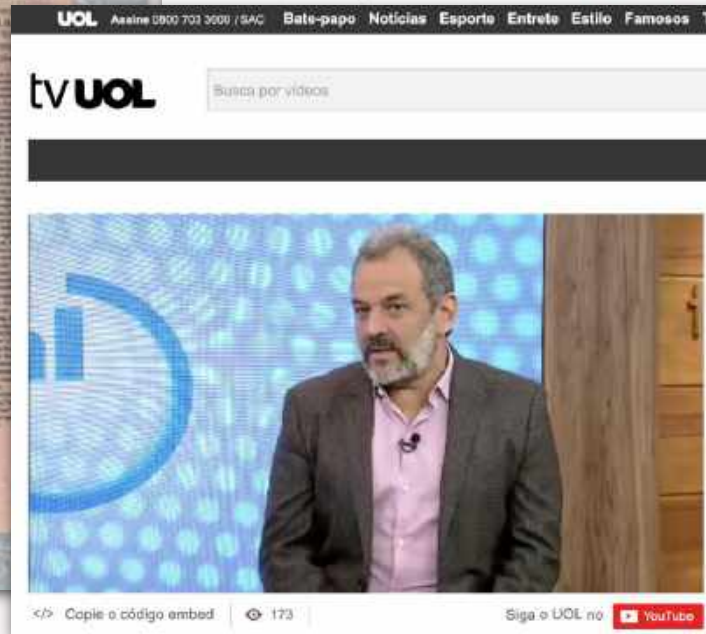 UOL Assine 0800 703 3000 / SAC Bate-papo Notícias Esporte Entrete Estilo Famosos
tv UOL
Busca por vídeos
</> Copie o código embed 173 Siga o UOL no YouTube